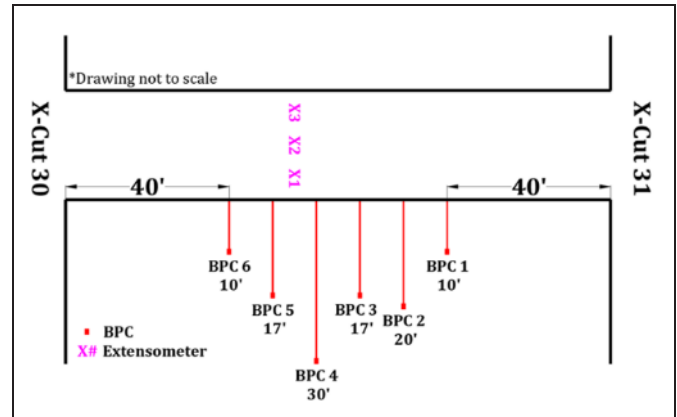 *Drawing not to scale
X-Cut 30
X3
X2
X1
X-Cut 31
40'
40'
BPC 6
10'
BPC 5
17'
BPC 4
30'
BPC 3
17'
BPC 2
20'
BPC 1
10'
BPC
X# Extensometer